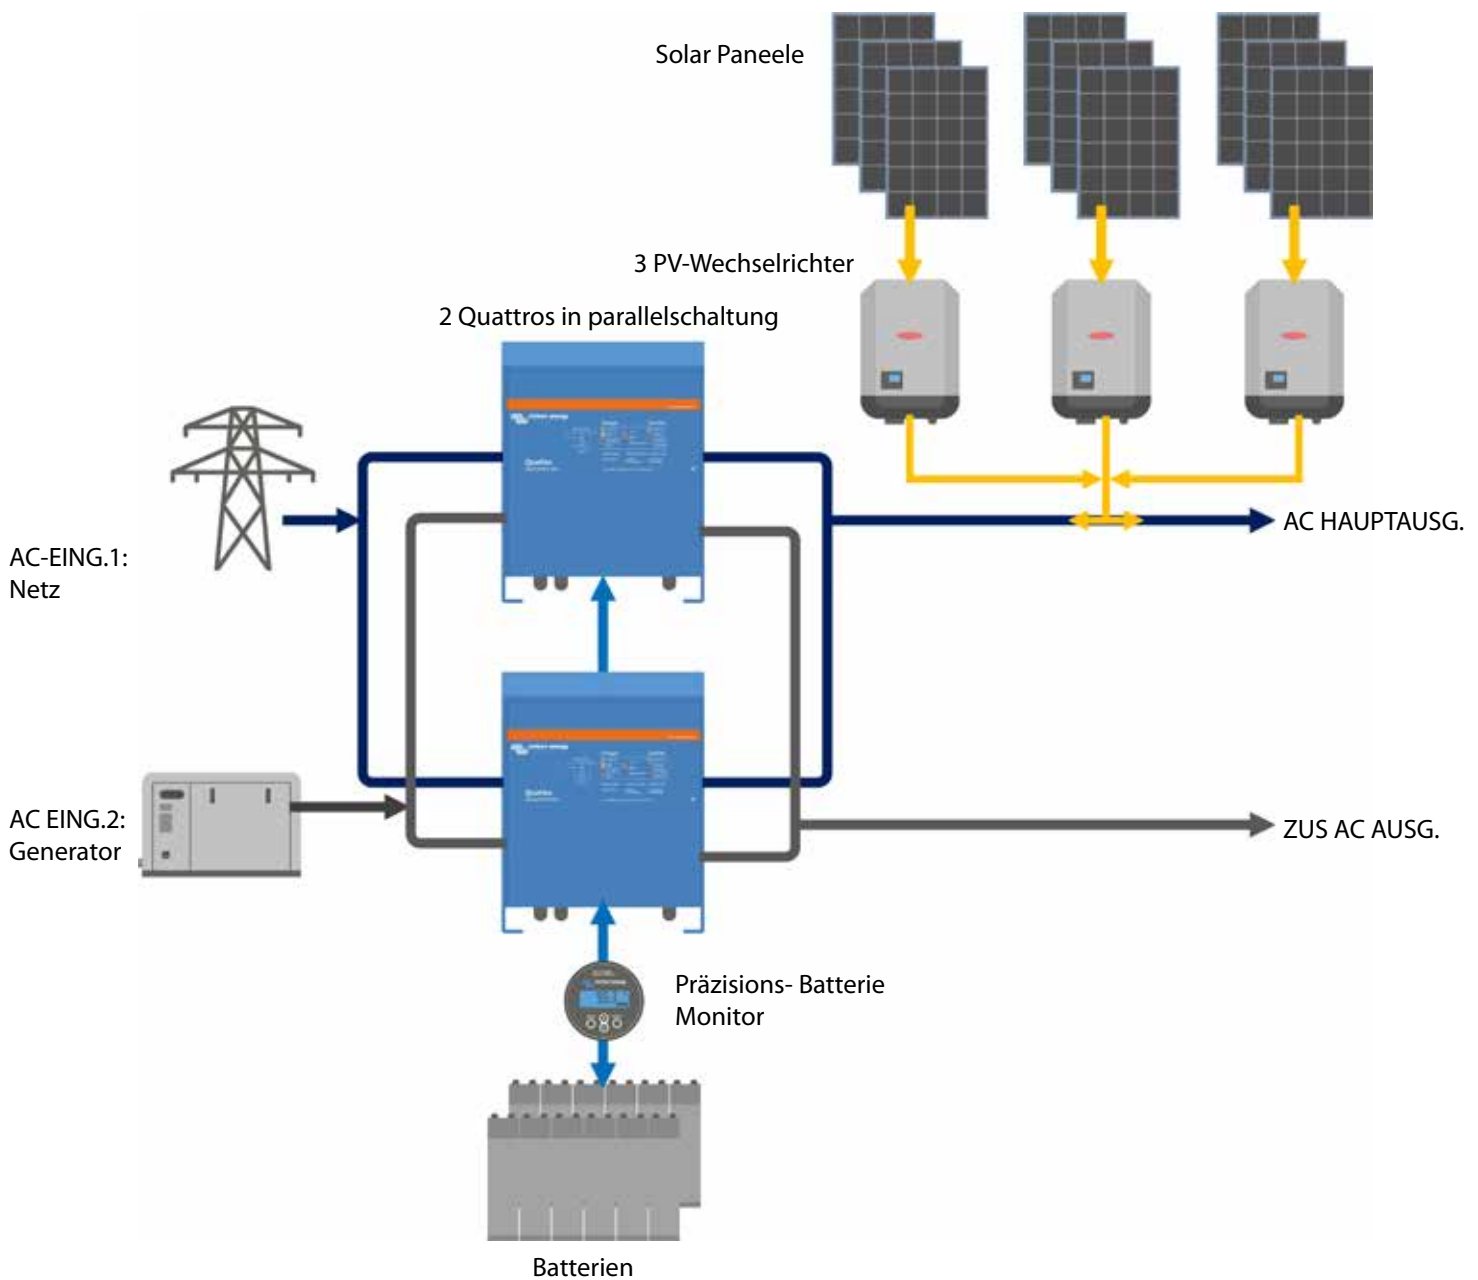 Solar Paneele
3 PV-Wechselrichter
2 Quattros in parallelschaltung
AC-EING.1:
Netz
AC HAUPTAUSG.
AC EING.2:
Generator
ZUS AC AUSG.
Präzisions- Batterie
Monitor
Batterien